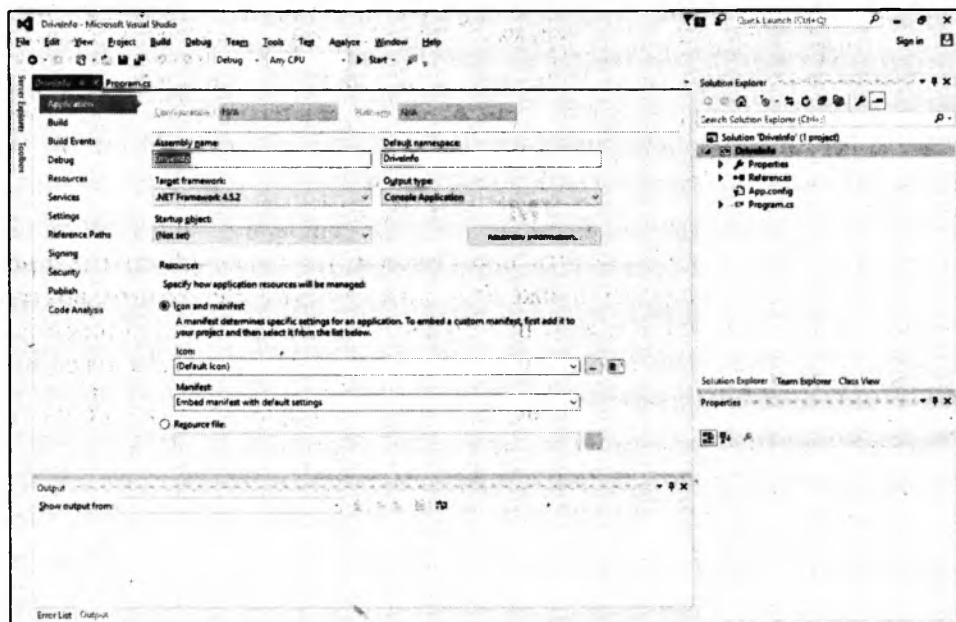 DriveInfo - Microsoft Visual Studio
Quick Launch (Ctrl+Q)
File Edit View Project Build Debug Team Tools Test Analyze Window Help
Sign in
Debug Any CPU Start
Server Explorer
Toolbox
DriveInfo
Program.cs
Application
Build
Build Events
Debug
Resources
Services
Settings
Reference Paths
Signing
Security
Publish
Code Analysis
Configuration: N/A
Platform: N/A
Assembly name:
Default namespace:
DriveInfo
DriveInfo
Target framework:
Output type:
.NET Framework 4.5.2
Console Application
Startup object:
(Not set)
Assembly Information...
Resources
Specify how application resources will be managed:
Icon and manifest
A manifest determines specific settings for an application. To embed a custom manifest, first add it to
your project and then select it from the list below.
Icon:
(Default Icon)
Manifest:
Embed manifest with default settings
Resource file:
Output
Show output from:
Error List Output
Solution Explorer
Search Solution Explorer (Ctrl+;)
Solution 'DriveInfo' (1 project)
DriveInfo
Properties
References
App.config
Program.cs
Solution Explorer Team Explorer Class View
Properties